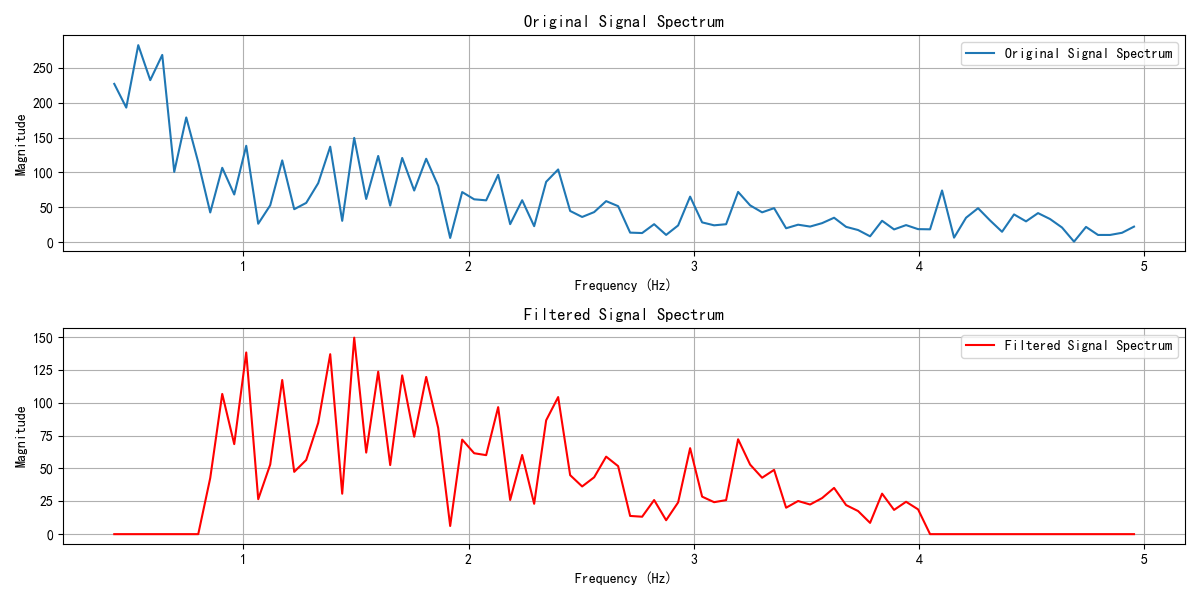 Original Signal Spectrum
Original Signal Spectrum
Magnitude
250
200
150
100
50
0
1
2
3
4
5
Frequency (Hz)
Filtered Signal Spectrum
Filtered Signal Spectrum
Magnitude
150
125
100
75
50
25
0
1
2
3
4
5
Frequency (Hz)